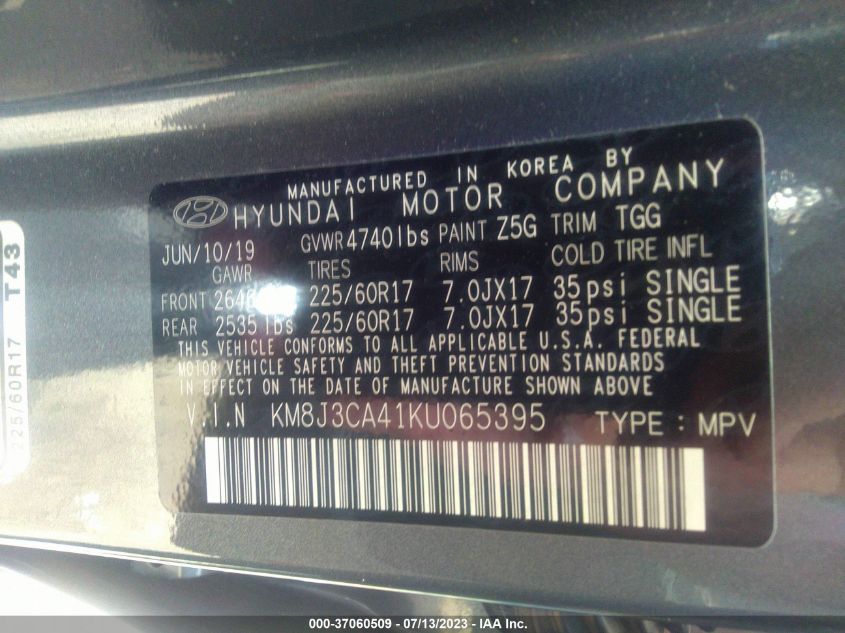 MANUFACTURED IN KOREA BY
HYUNDAI MOTOR COMPANY
JUN/10/19 GVWR 4740lbs PAINT Z5G TRIM TGG
GAWR TIRES RIMS COLD TIRE INFL
FRONT 225/60R17 7.0JX17 35psi SINGLE
REAR 2535lbs 225/60R17 7.0JX17 35psi SINGLE
THIS VEHICLE CONFORMS TO ALL APPLICABLE U.S.A. FEDERAL
MOTOR VEHICLE SAFETY AND THEFT PREVENTION STANDARDS
IN EFFECT ON THE DATE OF MANUFACTURE SHOWN ABOVE
V.I.N KM8J3CA41KU065395 TYPE : MPV
225/60R17 T43
000-37060509 - 07/13/2023 - IAA Inc.